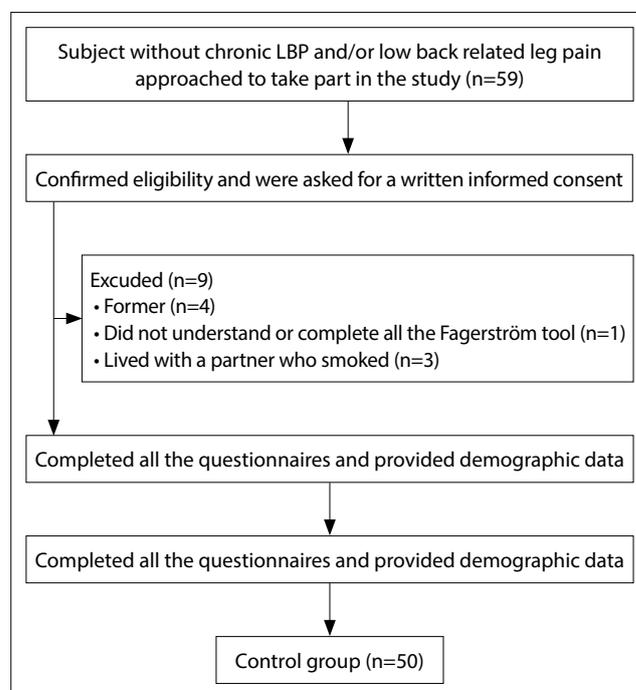 Subject without chronic LBP and/or low back related leg pain
approached to take part in the study (n=59)
Confirmed eligibility and were asked for a written informed consent
Excuded (n=9)
• Former (n=4)
• Did not understand or complete all the Fagerström tool (n=1)
• Lived with a partner who smoked (n=3)
Completed all the questionnaires and provided demographic data
Completed all the questionnaires and provided demographic data
Control group (n=50)